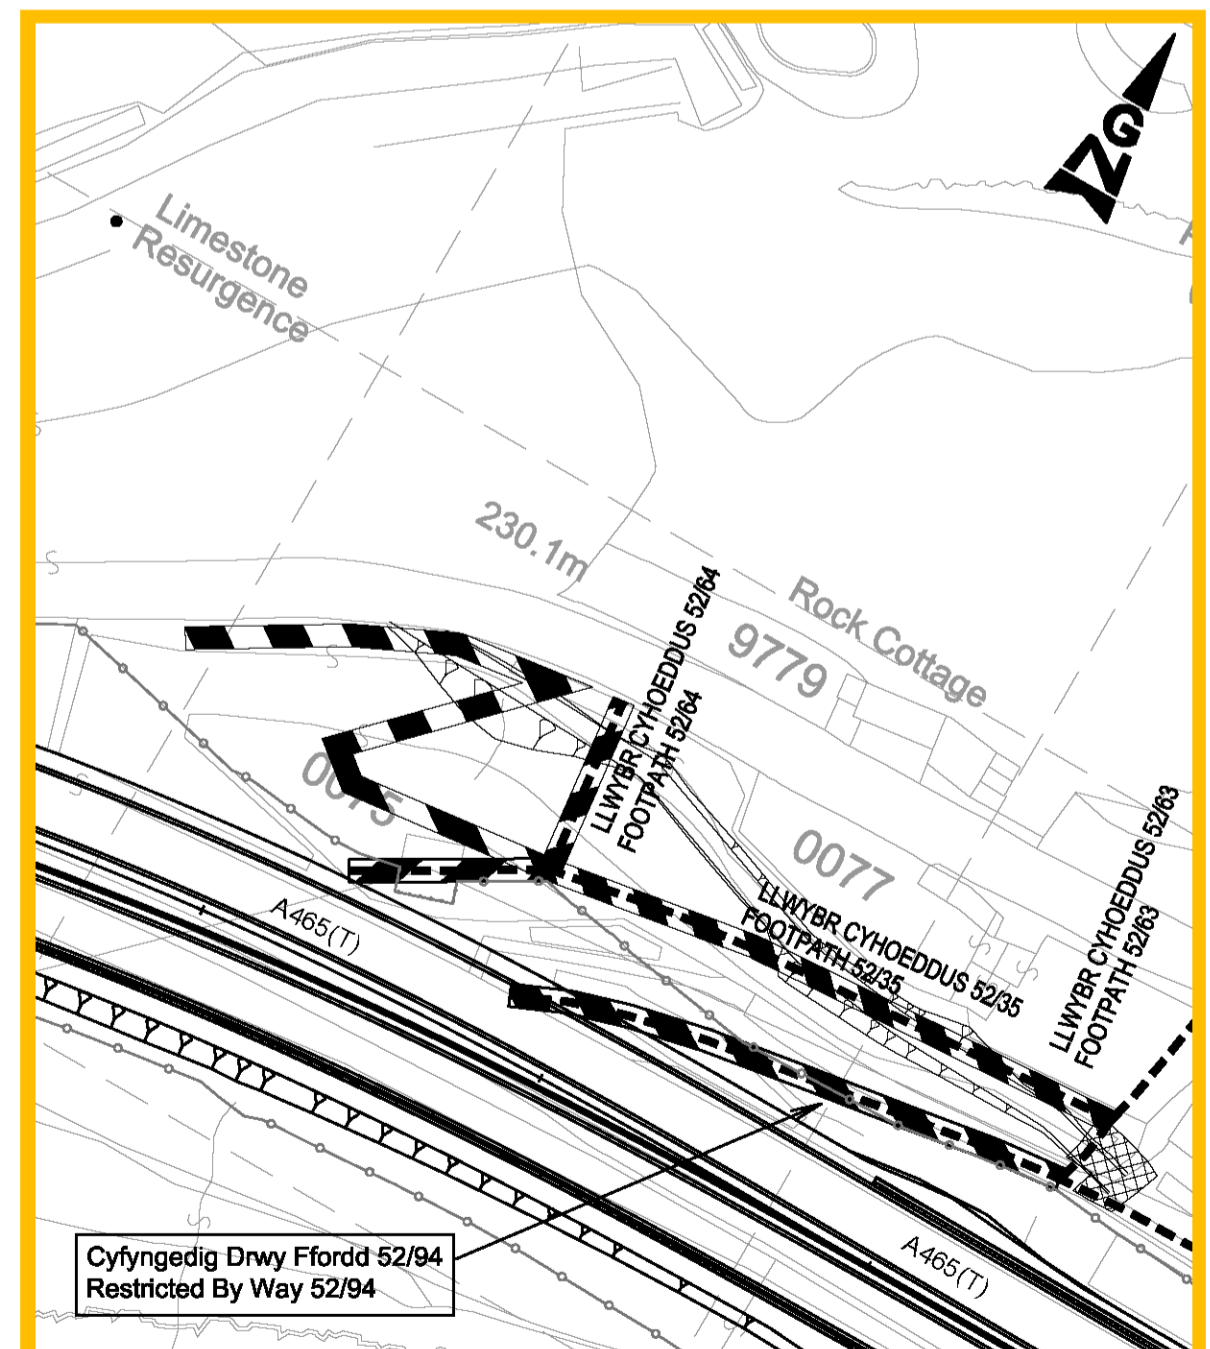 NG
Limestone
Resurgence
230.1m
Rock Cottage
9779
LLWYBR CYHOEDDUS 52/64
FOOTPATH 52/64
0075
0077
LLWYBR CYHOEDDUS 52/63
FOOTPATH 52/63
LLWYBR CYHOEDDUS 52/35
FOOTPATH 52/35
A465(T)
A465(T)
Cyfyngedig Drwy Ffordd 52/94
Restricted By Way 52/94